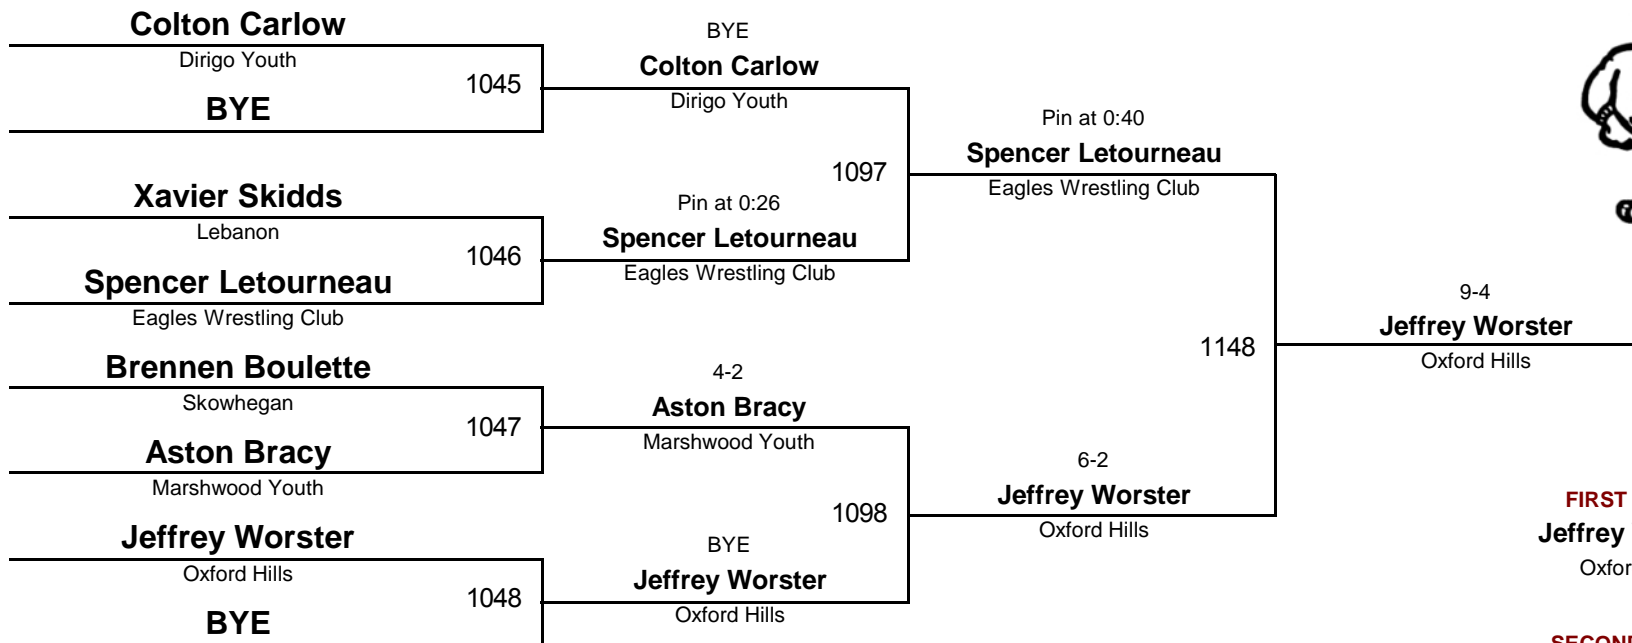 Colton Carlow
Dirigo Youth
1045
BYE
BYE
Colton Carlow
Dirigo Youth
Xavier Skidds
Lebanon
1046
Spencer Letourneau
Eagles Wrestling Club
Pin at 0:26
Spencer Letourneau
Eagles Wrestling Club
1097
Pin at 0:40
Spencer Letourneau
Eagles Wrestling Club
Brennen Boulette
Skowhegan
1047
Aston Bracy
Marshwood Youth
4-2
Aston Bracy
Marshwood Youth
Jeffrey Worster
Oxford Hills
1048
BYE
BYE
Jeffrey Worster
Oxford Hills
1098
6-2
Jeffrey Worster
Oxford Hills
1148
9-4
Jeffrey Worster
Oxford Hills
FIRST
Jeffrey